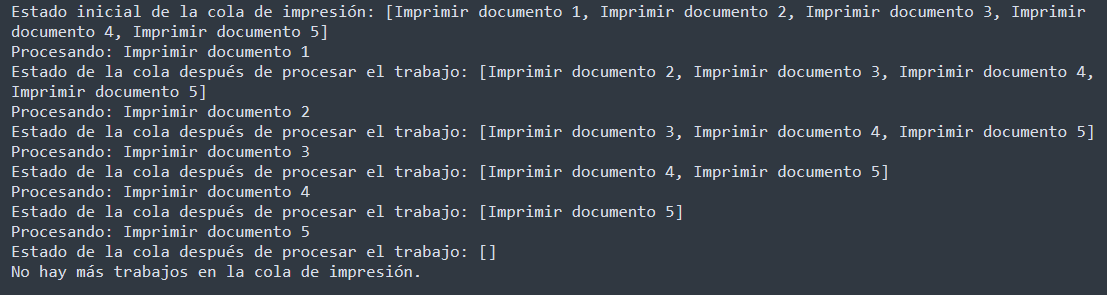 Estado inicial de la cola de impresión: [Imprimir documento 1, Imprimir documento 2, Imprimir documento 3, Imprimir
documento 4, Imprimir documento 5]
Procesando: Imprimir documento 1
Estado de la cola después de procesar el trabajo: [Imprimir documento 2, Imprimir documento 3, Imprimir documento 4,
Imprimir documento 5]
Procesando: Imprimir documento 2
Estado de la cola después de procesar el trabajo: [Imprimir documento 3, Imprimir documento 4, Imprimir documento 5]
Procesando: Imprimir documento 3
Estado de la cola después de procesar el trabajo: [Imprimir documento 4, Imprimir documento 5]
Procesando: Imprimir documento 4
Estado de la cola después de procesar el trabajo: [Imprimir documento 5]
Procesando: Imprimir documento 5
Estado de la cola después de procesar el trabajo: []
No hay más trabajos en la cola de impresión.